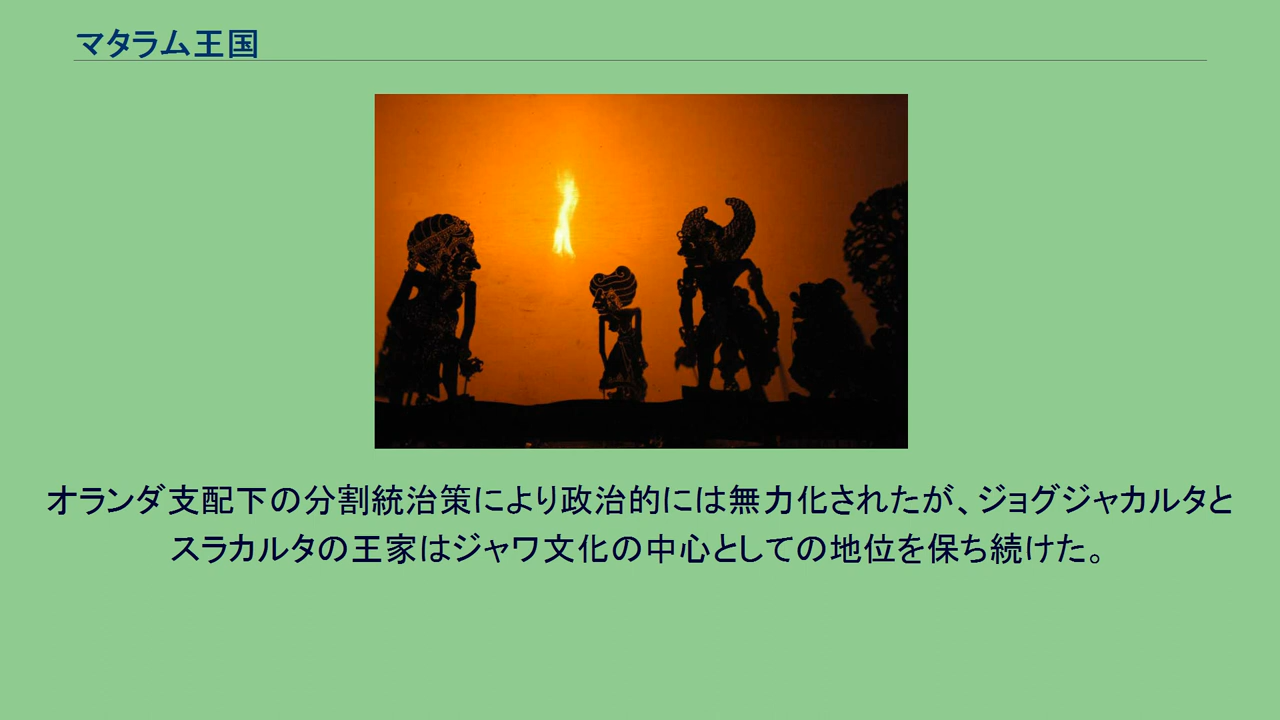 マタラム王国
オランダ支配下の分割統治策により政治的には無力化されたが、ジョグジャカルタと
スラカルタの王家はジャワ文化の中心としての地位を保ち続けた。